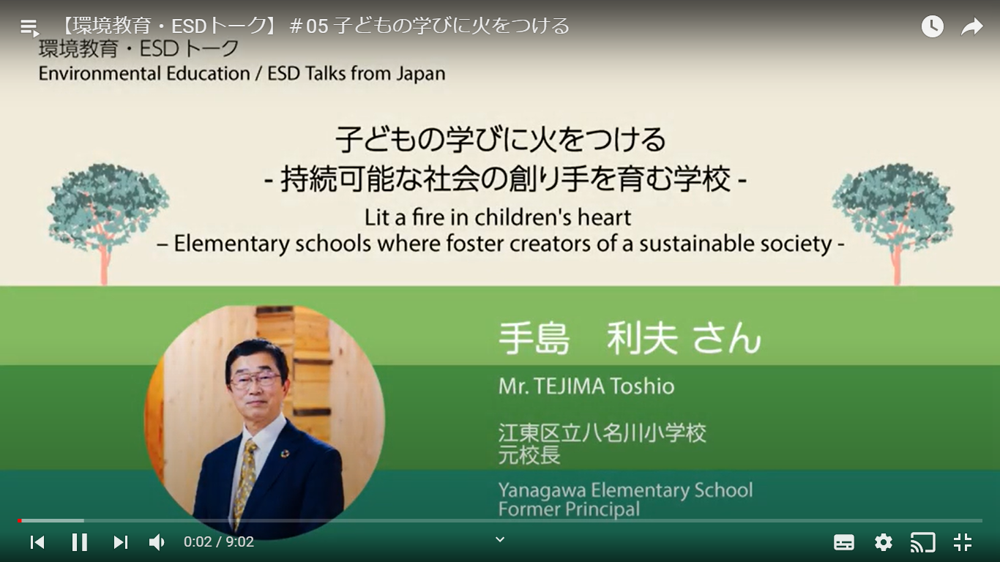 【環境教育・ESDトーク】＃05 子どもの学びに火をつける
環境教育・ESD トーク
Environmental Education / ESD Talks from Japan
子どもの学びに火をつける
- 持続可能な社会の創り手を育む学校 -
Lit a fire in children's heart
– Elementary schools where foster creators of a sustainable society -
手島　利夫 さん
Mr. TEJIMA Toshio
江東区立八名川小学校
元校長
Yanagawa Elementary School
Former Principal
0:02 / 9:02